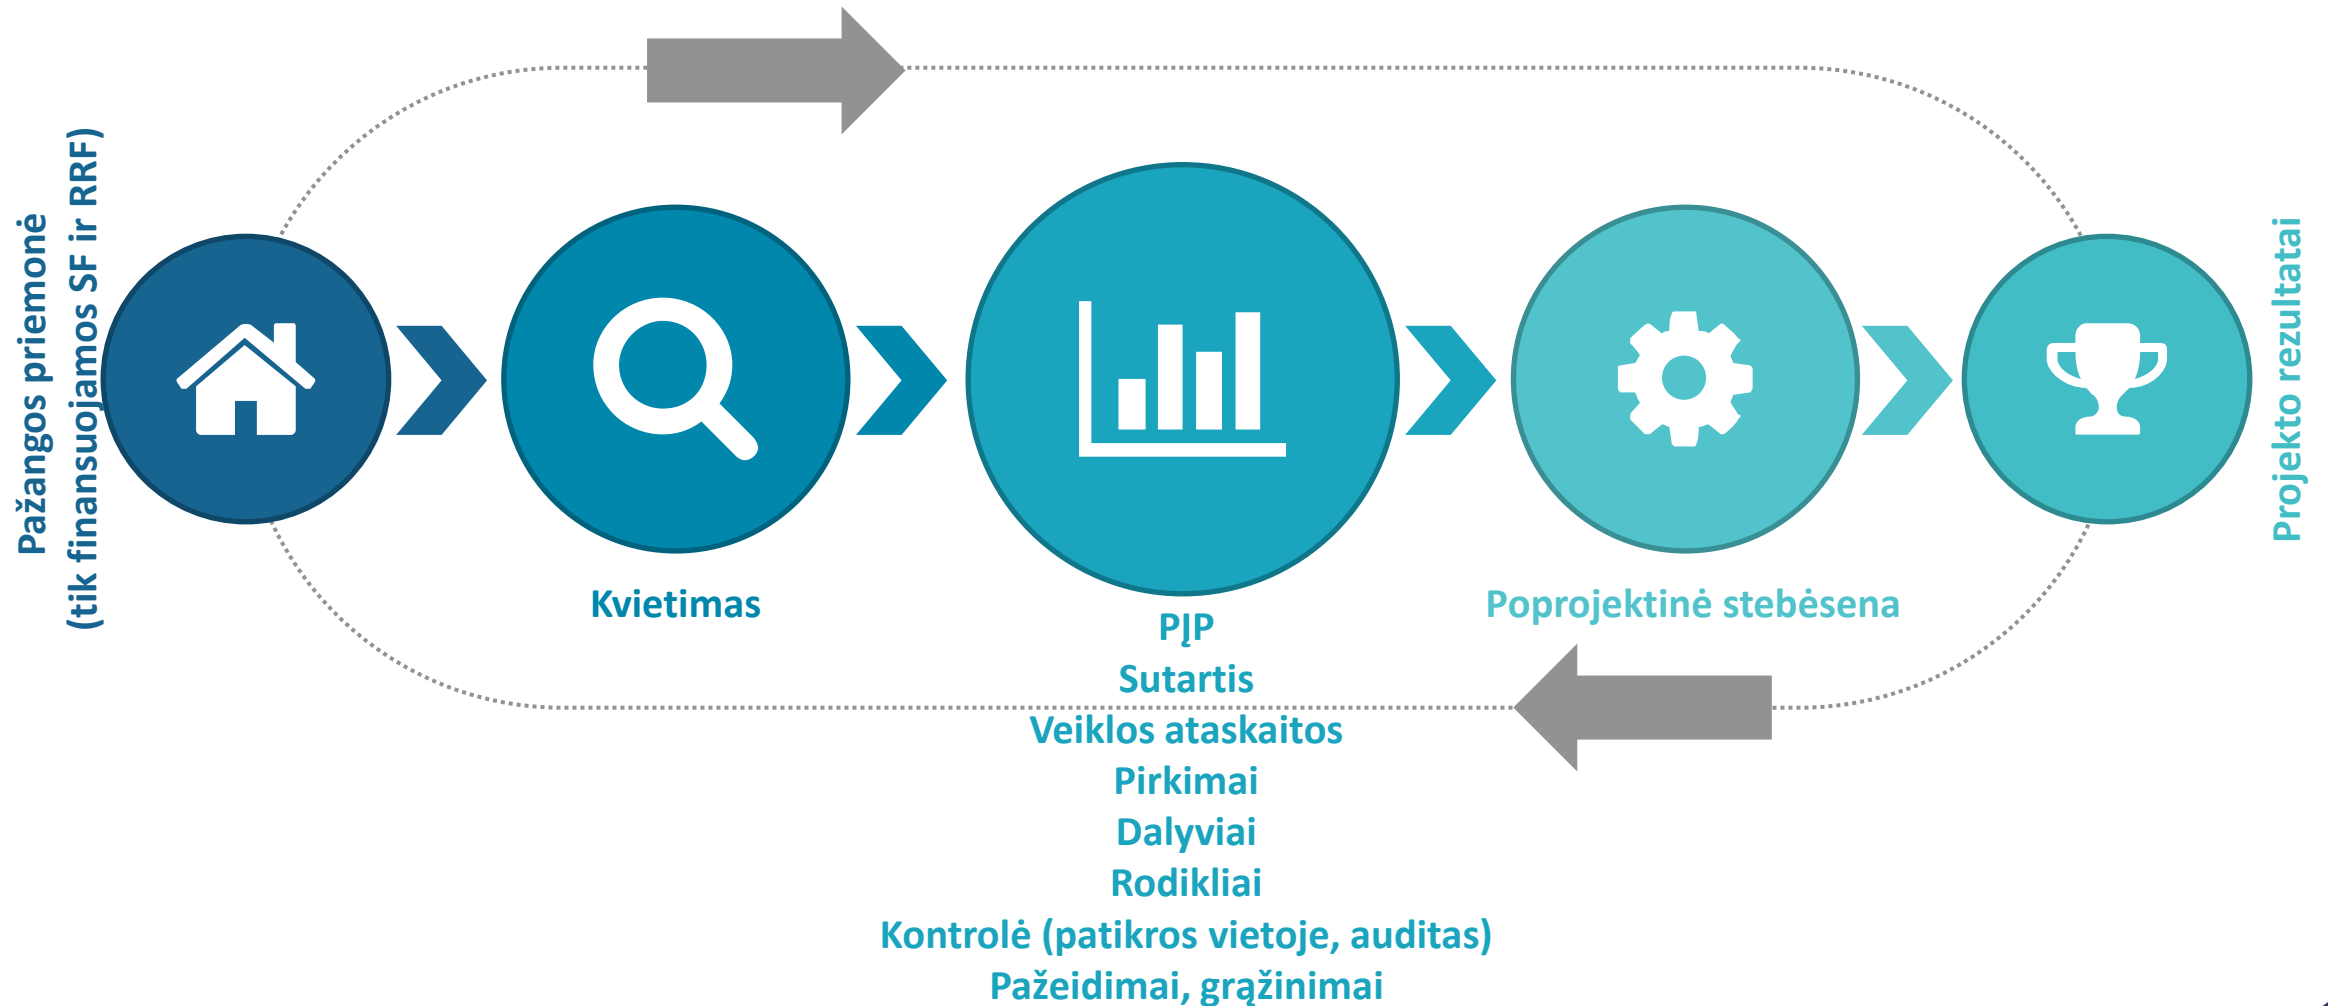 Pažangos priemonė
(tik finansuojamos SF ir RRF)
Kvietimas
PĮP
Sutartis
Veiklos ataskaitos
Pirkimai
Dalyviai
Rodikliai
Kontrolė (patikros vietoje, auditas)
Pažeidimai, grąžinimai
Poprojektinė stebėsena
Projekto rezultatai